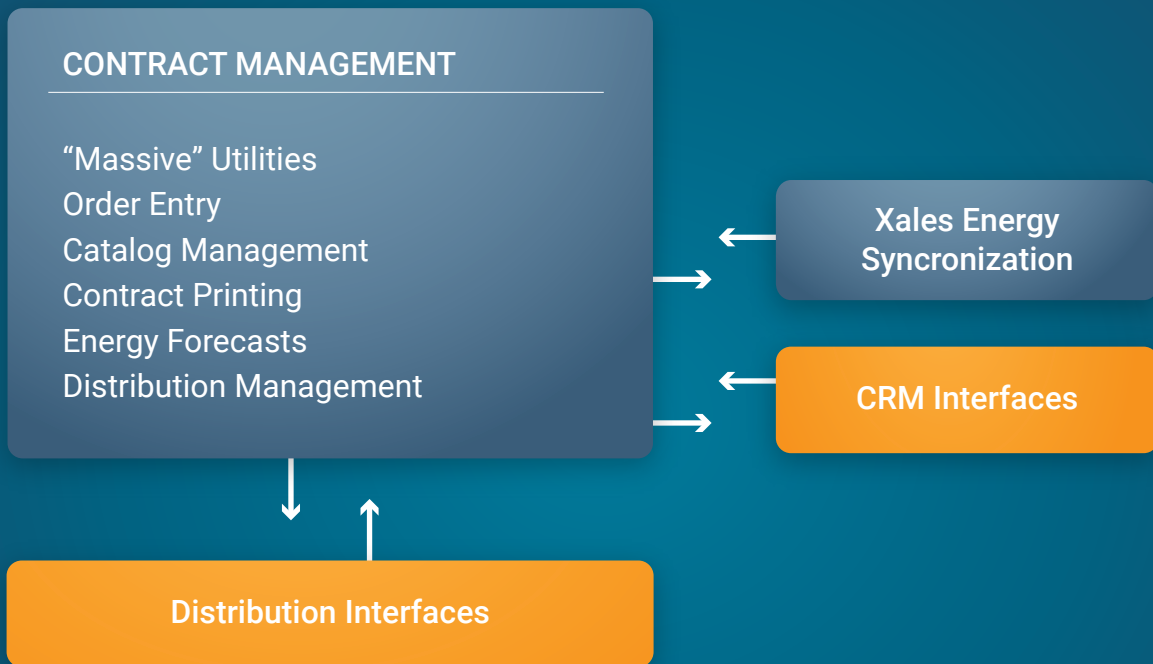 CONTRACT MANAGEMENT
“Massive” Utilities
Order Entry
Catalog Management
Contract Printing
Energy Forecasts
Distribution Management
Xales Energy
Syncronization
CRM Interfaces
Distribution Interfaces